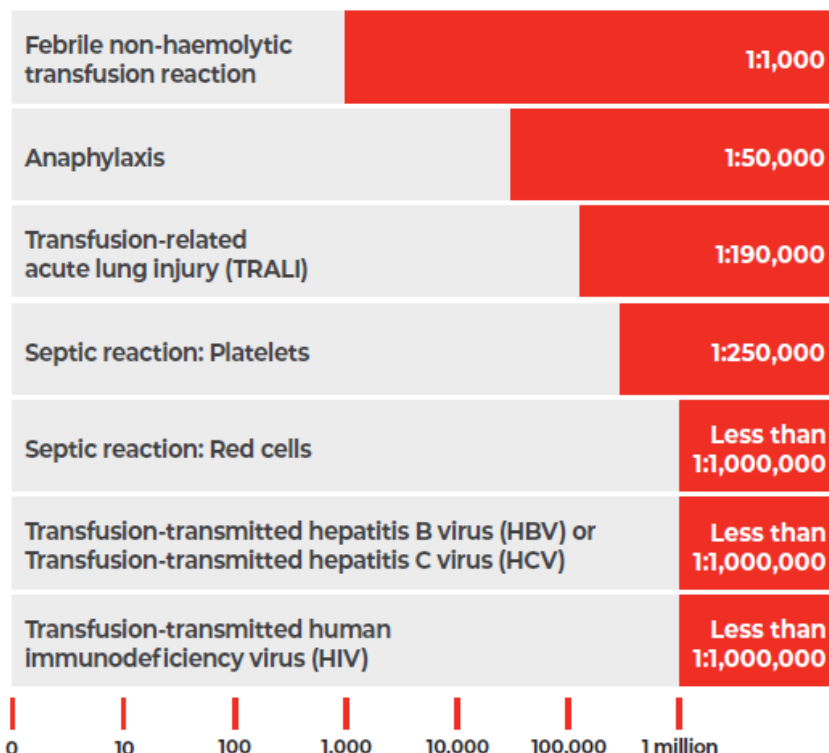 Febrile non-haemolytic
transfusion reaction
1:1,000
Anaphylaxis
1:50,000
Transfusion-related
acute lung injury (TRALI)
1:190,000
Septic reaction: Platelets
1:250,000
Septic reaction: Red cells
Less than
1:1,000,000
Transfusion-transmitted hepatitis B virus (HBV) or
Transfusion-transmitted hepatitis C virus (HCV)
Less than
1:1,000,000
Transfusion-transmitted human
immunodeficiency virus (HIV)
Less than
1:1,000,000
0 10 100 1,000 10,000 100,000 1 million